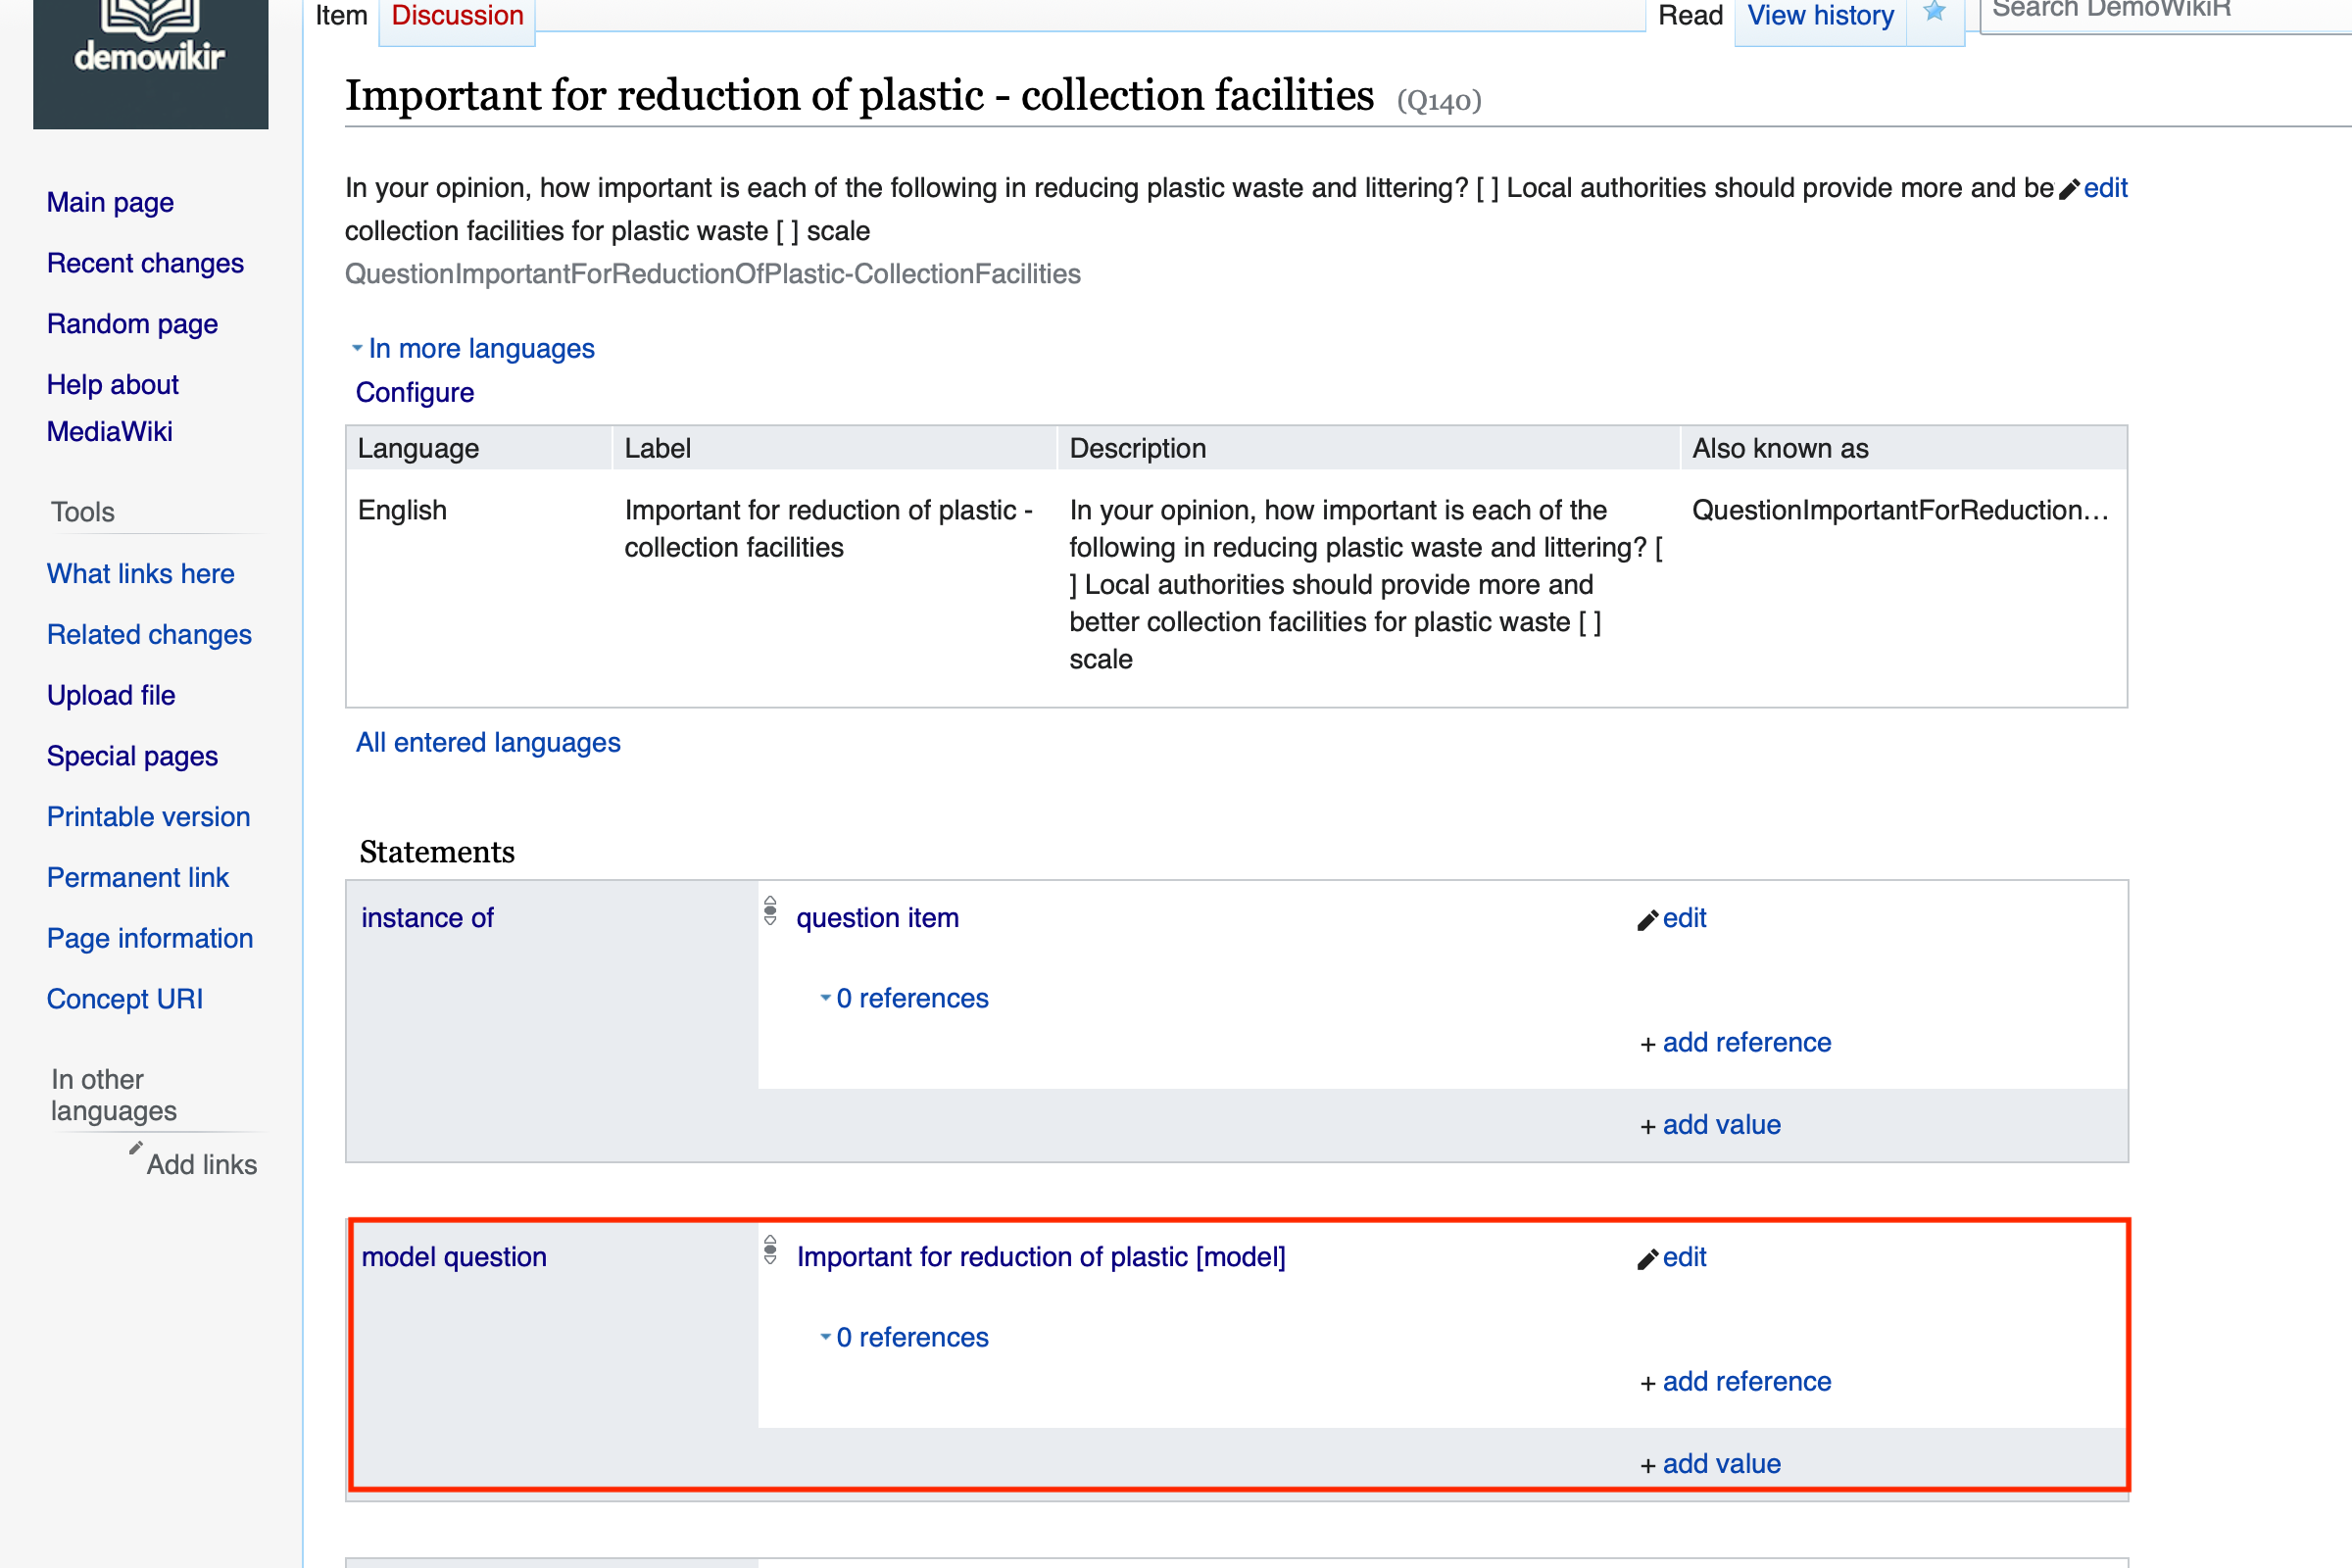 demowikir
Item Discussion Read View history Search DemoWikiR
Important for reduction of plastic - collection facilities (Q140)
In your opinion, how important is each of the following in reducing plastic waste and littering? [ ] Local authorities should provide more and be edit
collection facilities for plastic waste [ ] scale
QuestionImportantForReductionOfPlastic-CollectionFacilities
In more languages
Configure
Language Label Description Also known as
English Important for reduction of plastic - In your opinion, how important is each of the QuestionImportantForReduction...
collection facilities following in reducing plastic waste and littering? [
] Local authorities should provide more and
better collection facilities for plastic waste [ ]
scale
All entered languages
Statements
instance of question item edit
0 references
+ add reference
+ add value
model question Important for reduction of plastic [model] edit
0 references
+ add reference
+ add value
Main page
Recent changes
Random page
Help about
MediaWiki
Tools
What links here
Related changes
Upload file
Special pages
Printable version
Permanent link
Page information
Concept URI
In other
languages
Add links